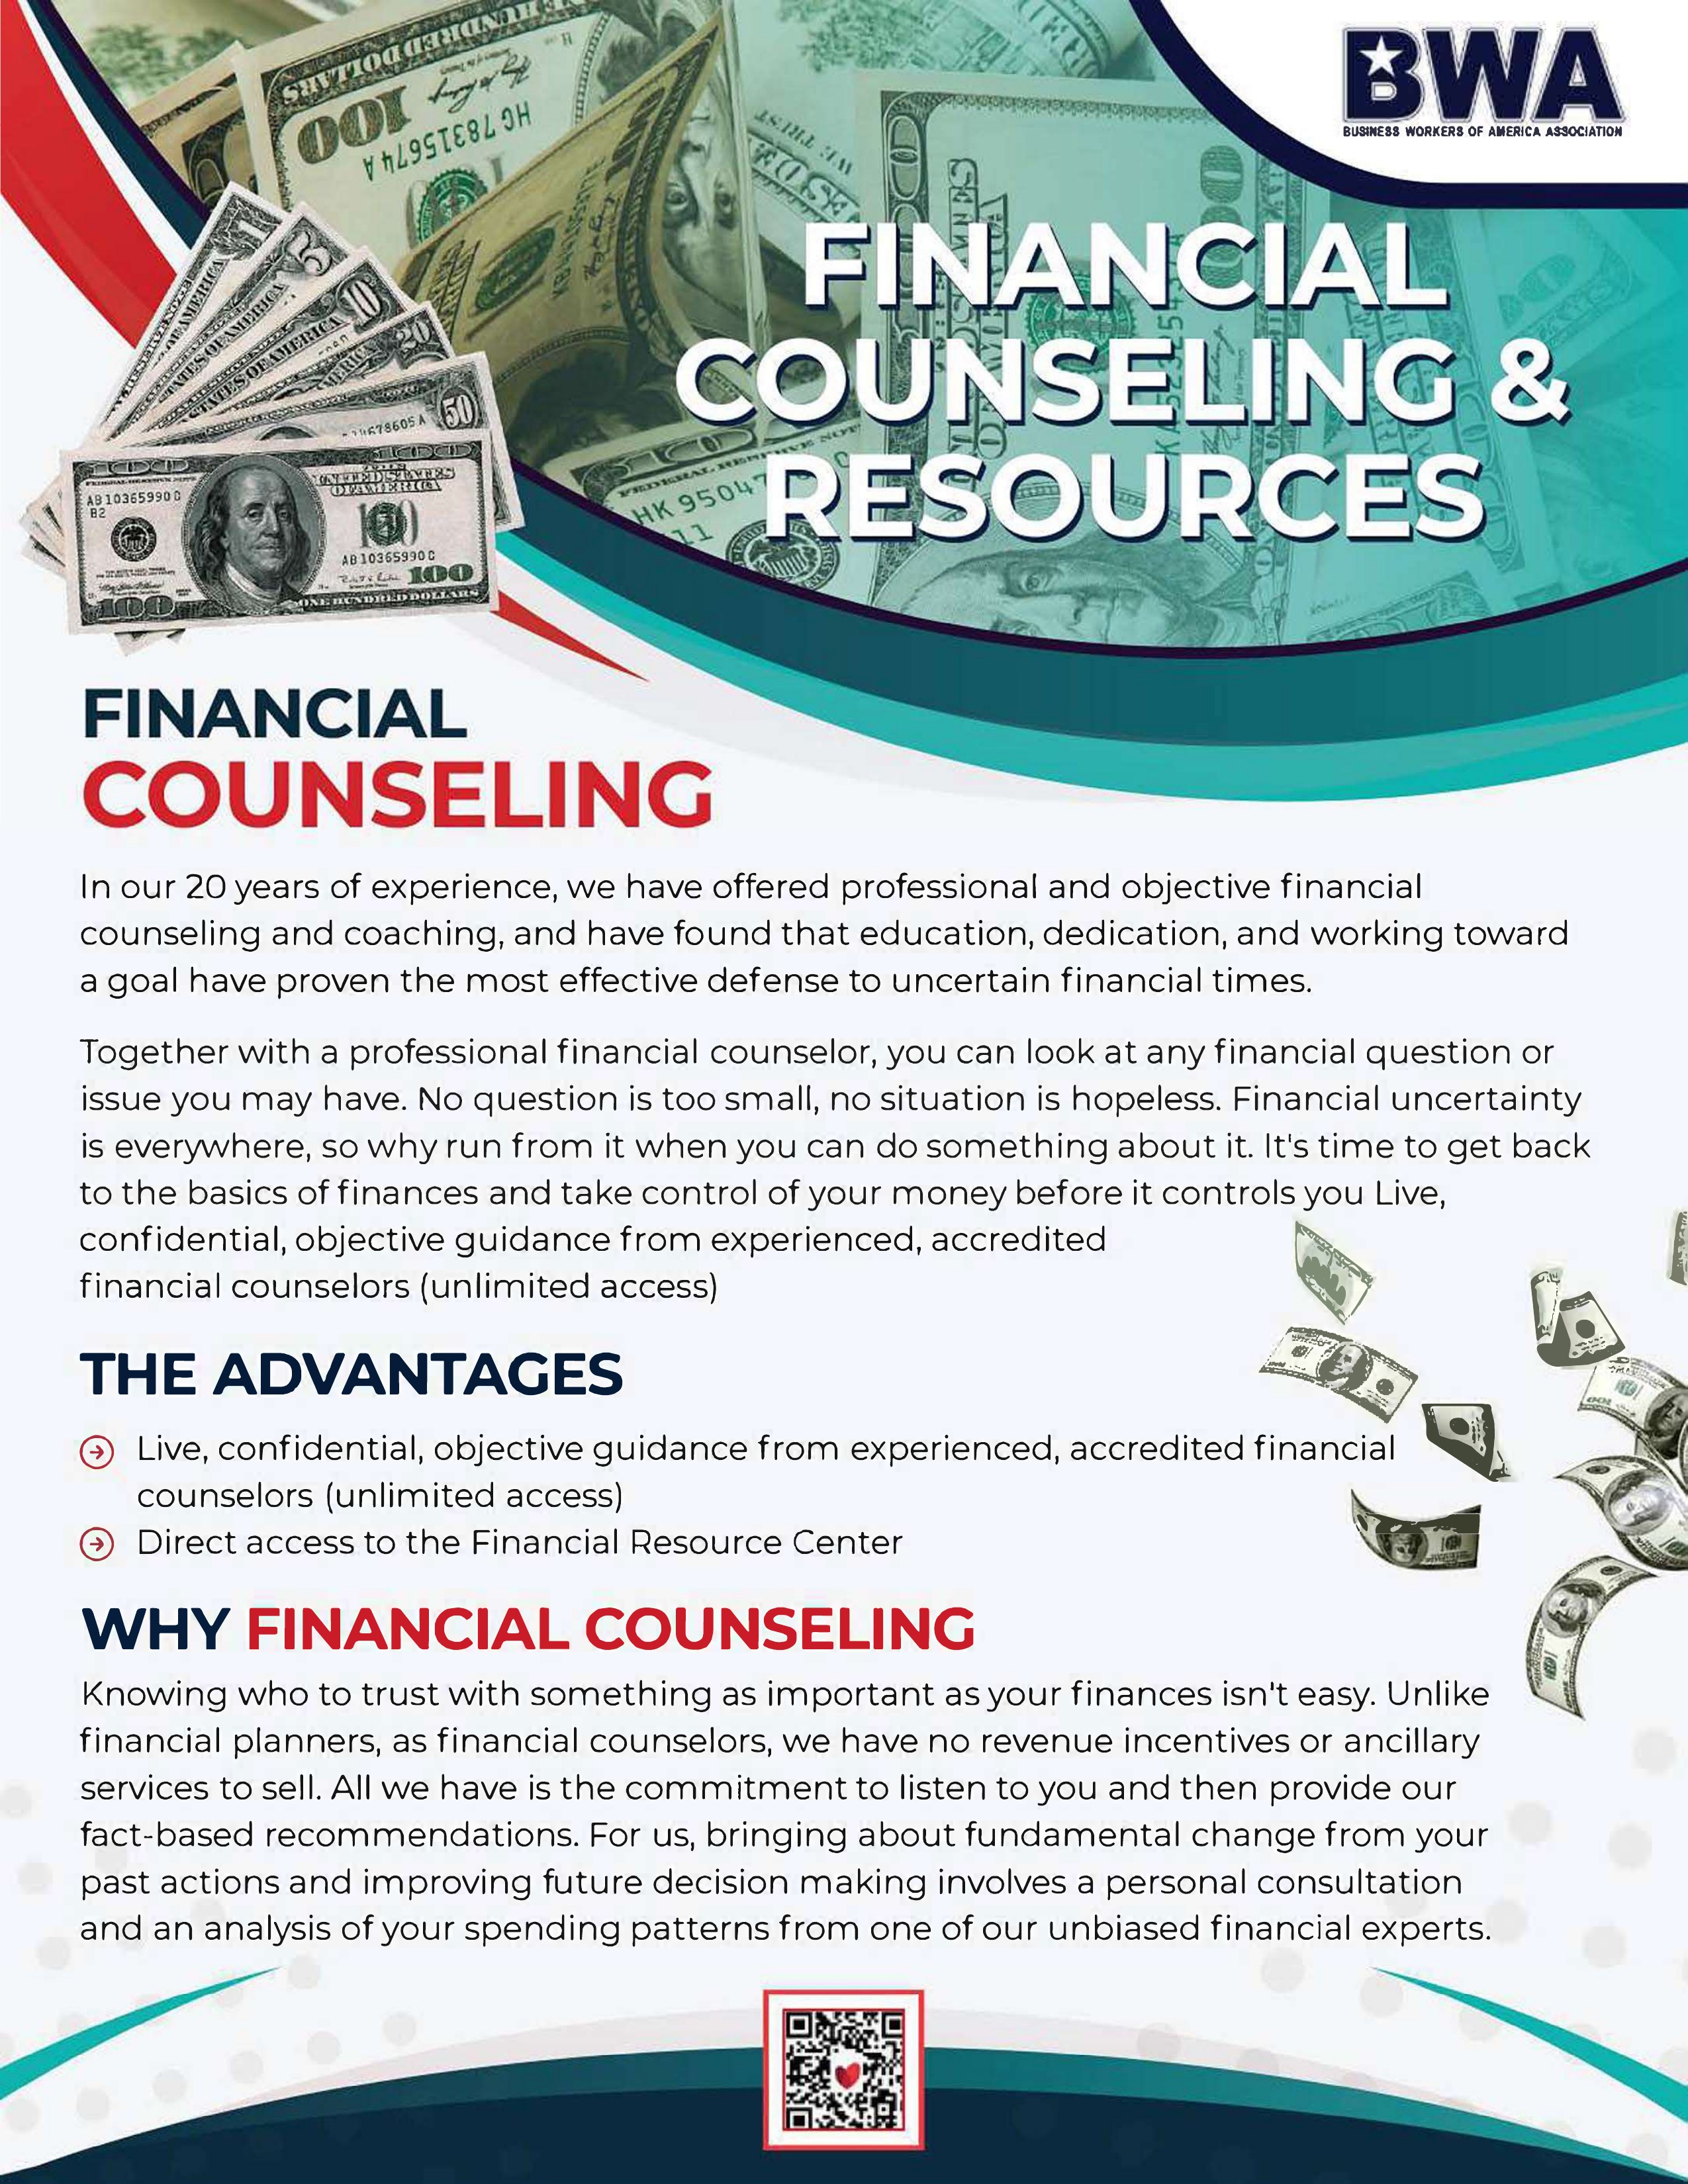 BWA
BUSINESS WORKERS OF AMERICA ASSOCIATION
FINANCIAL
COUNSELING &
RESOURCES
FINANCIAL
COUNSELING
In our 20 years of experience, we have offered professional and objective financial
counseling and coaching, and have found that education, dedication, and working toward
a goal have proven the most effective defense to uncertain financial times.
Together with a professional financial counselor, you can look at any financial question or
issue you may have. No question is too small, no situation is hopeless. Financial uncertainty
is everywhere, so why run from it when you can do something about it. It's time to get back
to the basics of finances and take control of your money before it controls you Live,
confidential, objective guidance from experienced, accredited
financial counselors (unlimited access)
THE ADVANTAGES
Live, confidential, objective guidance from experienced, accredited financial
counselors (unlimited access)
Direct access to the Financial Resource Center
WHY FINANCIAL COUNSELING
Knowing who to trust with something as important as your finances isn't easy. Unlike
financial planners, as financial counselors, we have no revenue incentives or ancillary
services to sell. All we have is the commitment to listen to you and then provide our
fact-based recommendations. For us, bringing about fundamental change from your
past actions and improving future decision making involves a personal consultation
and an analysis of your spending patterns from one of our unbiased financial experts.